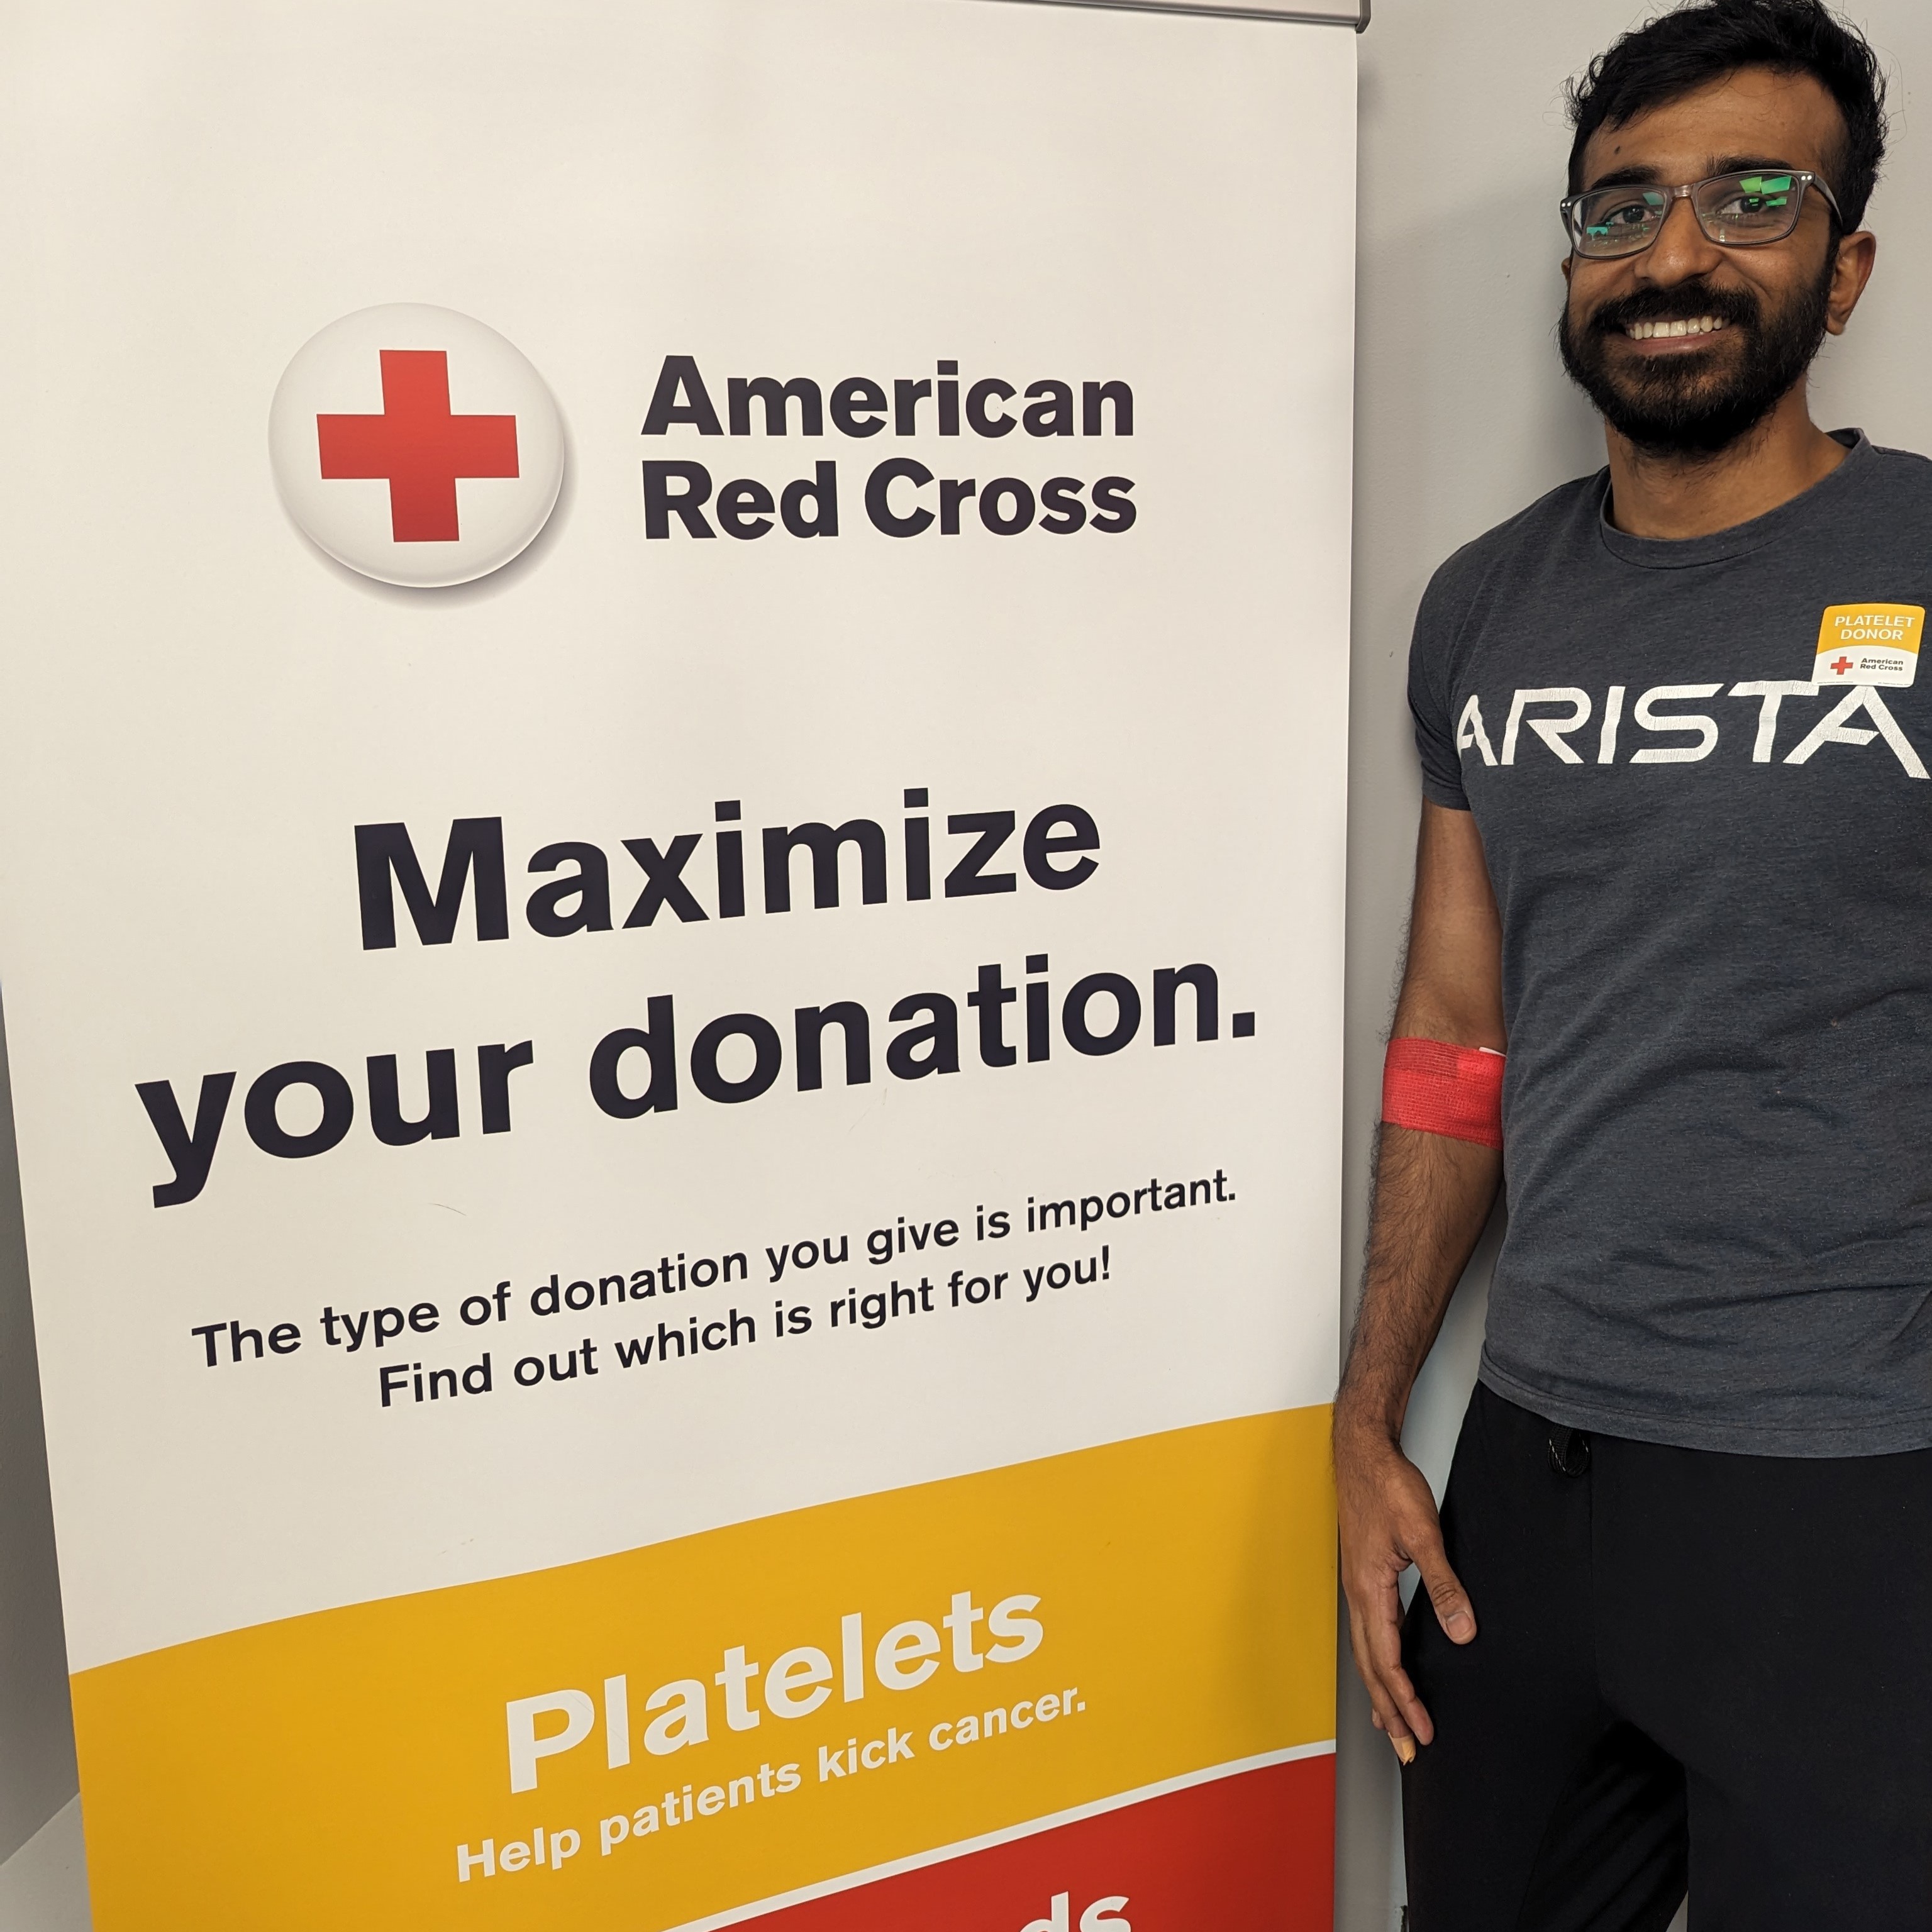 American
Red Cross
Maximize
your donation.
The type of donation you give is important.
Find out which is right for you!
Platelets
Help patients kick cancer.
PLATELET
DONOR
American
Red Cross
ARISTA